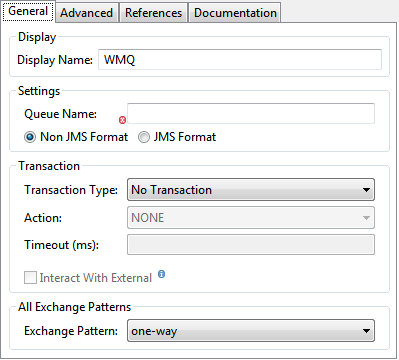 General Advanced References Documentation
Display
Display Name: WMQ
Settings
Queue Name:
Non JMS Format JMS Format
Transaction
Transaction Type: No Transaction
Action: NONE
Timeout (ms):
Interact With External
All Exchange Patterns
Exchange Pattern: one-way